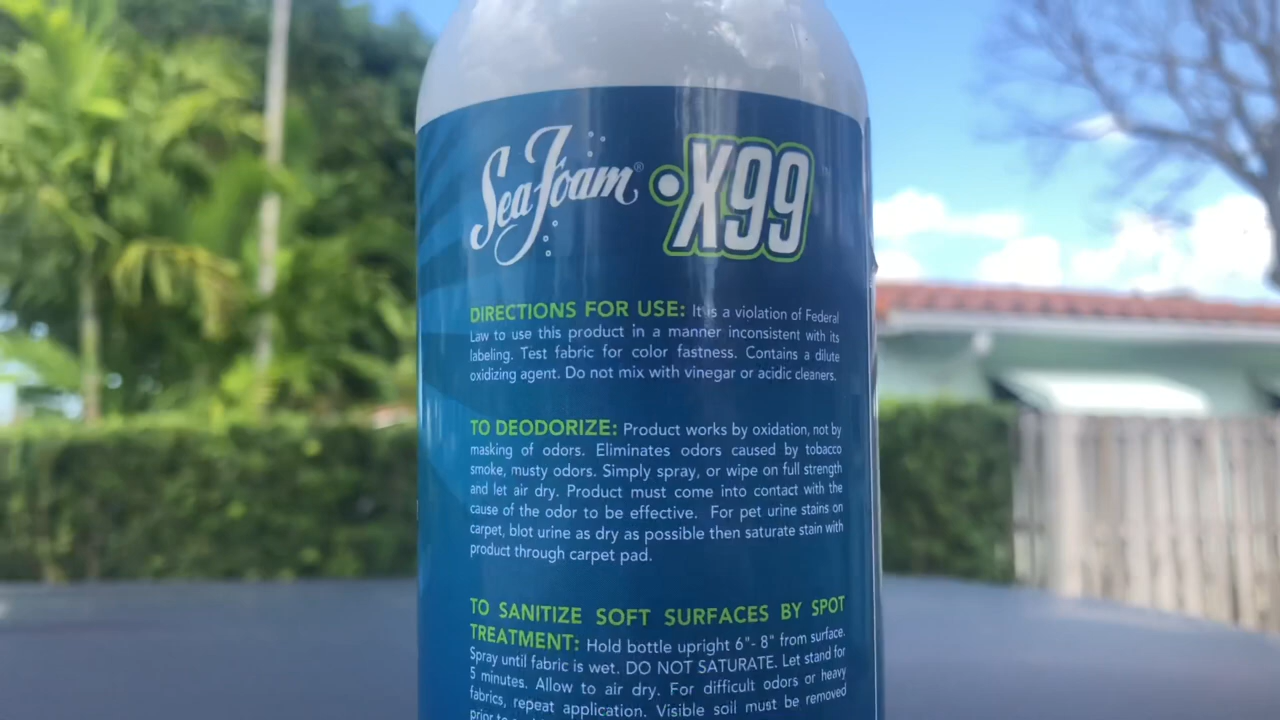 Sea Foam® X99™
DIRECTIONS FOR USE: It is a violation of Federal
Law to use this product in a manner inconsistent with its
labeling. Test fabric for color fastness. Contains a dilute
oxidizing agent. Do not mix with vinegar or acidic cleaners.
TO DEODORIZE: Product works by oxidation, not by
masking of odors. Eliminates odors caused by tobacco
smoke, musty odors. Simply spray, or wipe on full strength
and let air dry. Product must come into contact with the
cause of the odor to be effective. For pet urine stains on
carpet, blot urine as dry as possible then saturate stain with
product through carpet pad.
TO SANITIZE SOFT SURFACES BY SPOT
TREATMENT: Hold bottle upright 6"- 8" from surface.
Spray until fabric is wet. DO NOT SATURATE. Let stand for
5 minutes. Allow to air dry. For difficult odors or heavy
fabrics, repeat application. Visible soil must be removed
prior to